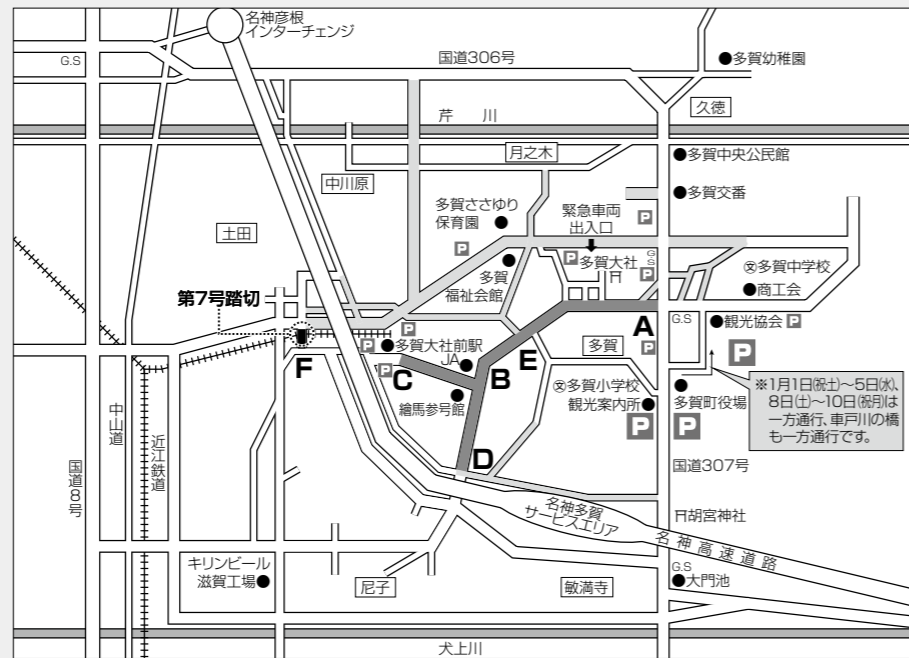 名神彦根
インターチェンジ
G.S
国道306号
●多賀幼稚園
久徳
芹 川
月之木
●多賀中央公民館
中川原
●多賀交番
多賀ささゆり
保育園●
緊急車両
出入口
P
土田
P
P
●
多賀
福祉会館
多賀大社
P
G.S
文多賀中学校
●商工会
第7号踏切
P
A
G.S
●観光協会P
P
●多賀大社前駅
JA●
E
多賀
P
P
F
C
P
B
文多賀小学校
観光案内所●
●
多賀町役場
※1月1日(祝土)〜5日(水)、
8日(土)〜10日(祝月)は
一方通行、車戸川の橋
も一方通行です。
●
繪馬参号館
P
P
中山道
近江鉄道
国道8号
D
国道307号
名神多賀
サービスエリア
胡宮神社
名神高速道路
キリンビール
滋賀工場●
尼子
敏満寺
G.S
●大門池
犬上川